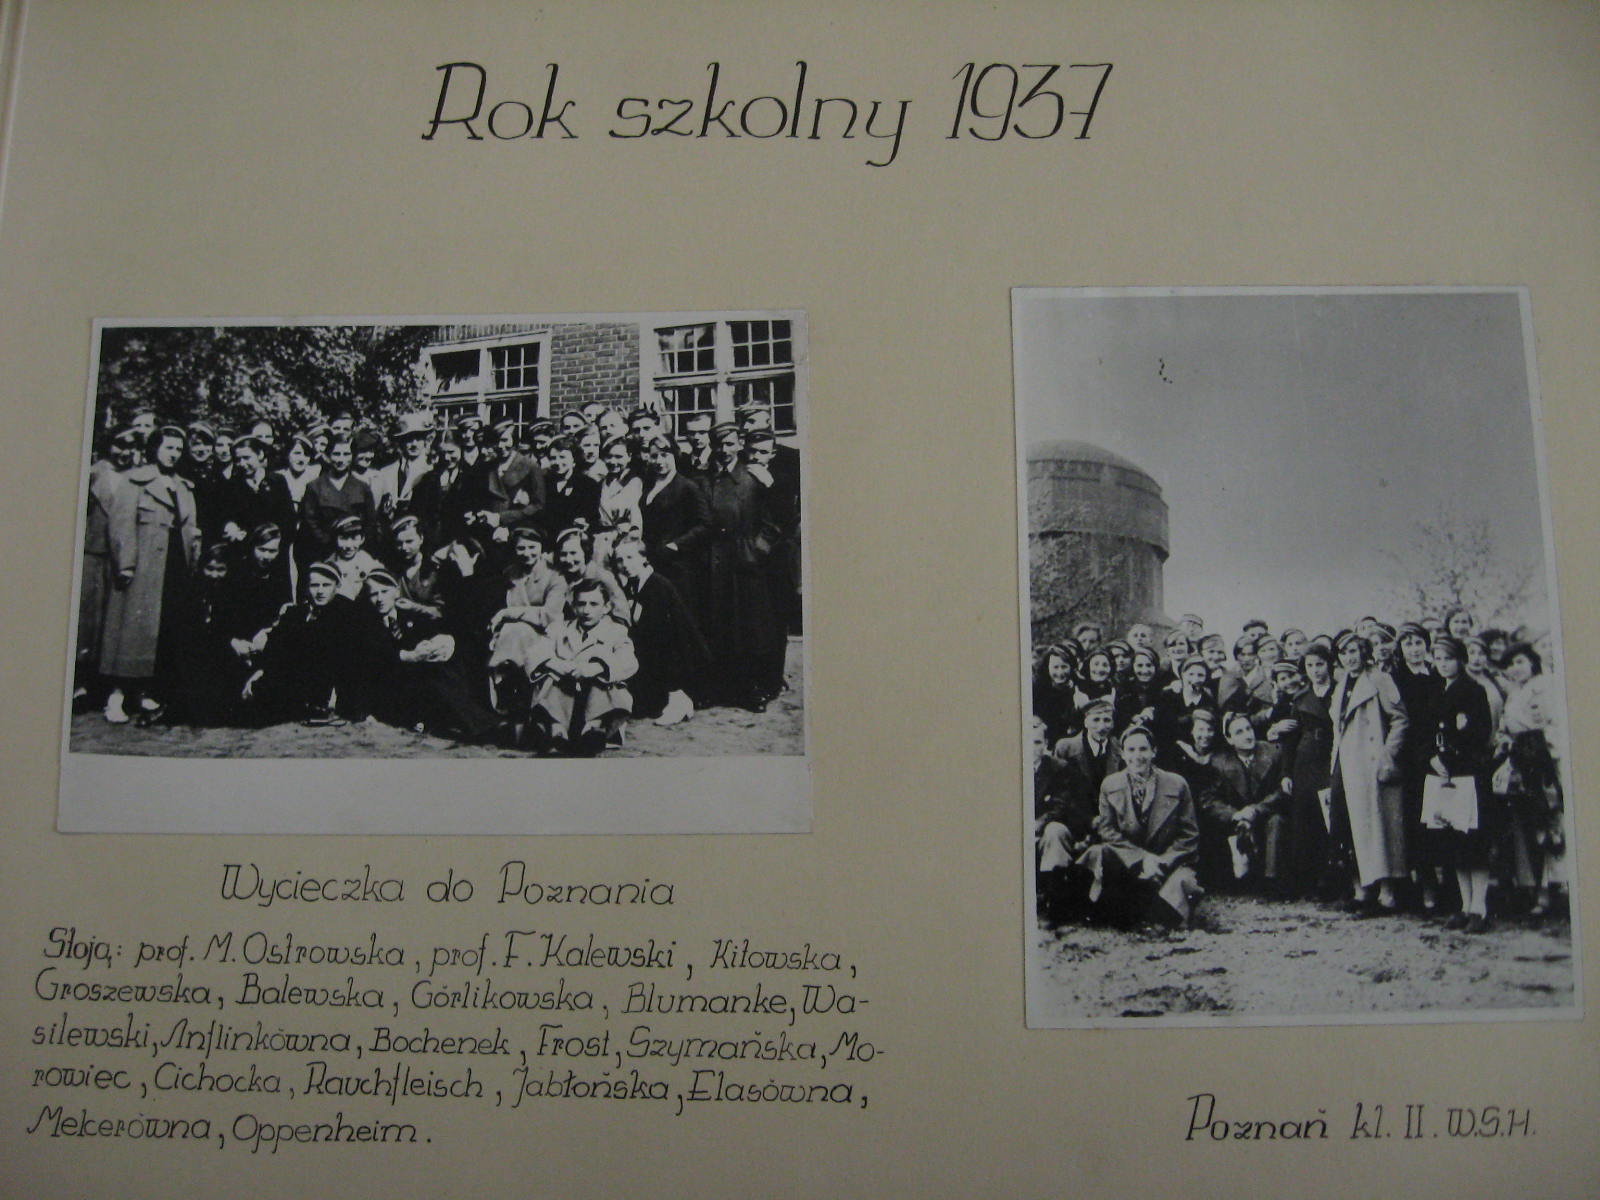 Rok szkolny 1937
Wycieczka do Poznania
Stoją: prof. M. Ostrowska, prof. F. Kalewski, Kiłowska,
Groszewska, Balewska, Górlikowska, Blumanke, Wa-
silewski, Anflinkówna, Bochenek, Frost, Szymańska, Mo-
rowiec, Cichocka, Rauchfleisch, Jabłońska, Elasówna,
Mekerówna, Oppenheim.
Poznań kl. II. W.S.H.